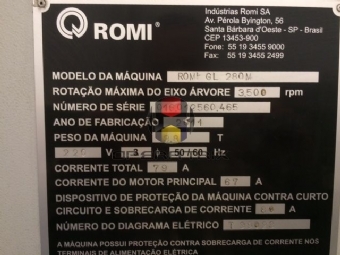 ROMI
Indústrias Romi SA
Av. Pérola Byington, 56
Santa Bárbara d'Oeste - SP - Brasil
CEP 13453-900
Fone: 55 19 3455 9000
Fax: 55 19 3455 2499
MODELO DA MÁQUINA ROMI GL 280M
ROTAÇÃO MÁXIMA DO EIXO ÁRVORE 3500 rpm
NÚMERO DE SÉRIE
ANO DE FABRICAÇÃO
PESO DA MÁQUINA T
220 V 3 50/60 Hz
CORRENTE TOTAL 79 A
CORRENTE DO MOTOR PRINCIPAL 67 A
DISPOSITIVO DE PROTEÇÃO DA MÁQUINA CONTRA CURTO
CIRCUITO E SOBRECARGA DE CORRENTE A
NÚMERO DO DIAGRAMA ELÉTRICO
A MÁQUINA POSSUI PROTEÇÃO CONTRA SOBRECARGA DE CORRENTE NOS
TERMINAIS DE ALIMENTAÇÃO ELÉTRICA